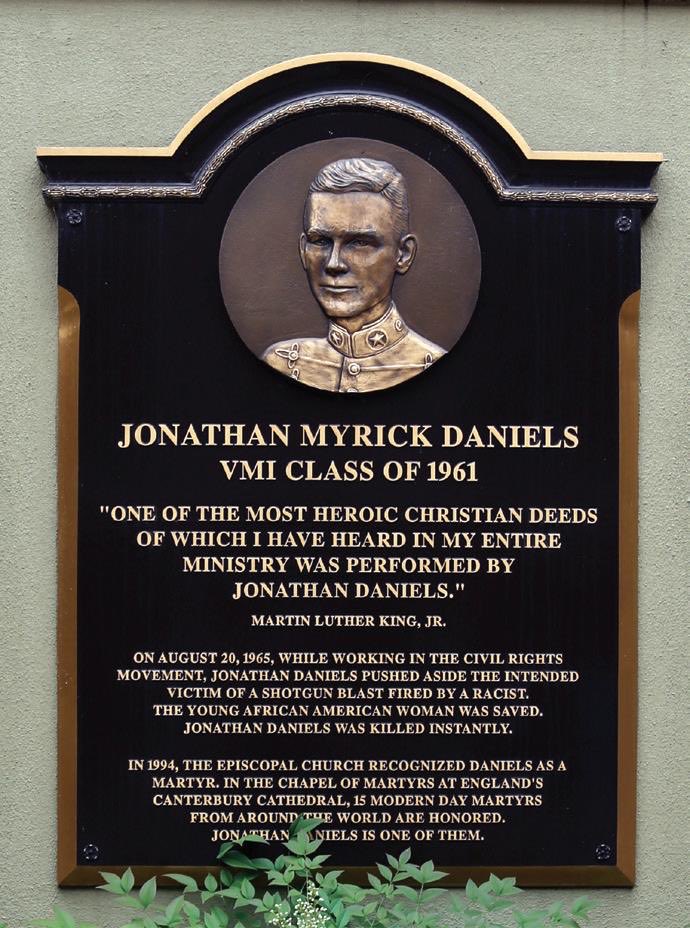 JONATHAN MYRICK DANIELS
VMI CLASS OF 1961
"ONE OF THE MOST HEROIC CHRISTIAN DEEDS
OF WHICH I HAVE HEARD IN MY ENTIRE
MINISTRY WAS PERFORMED BY
JONATHAN DANIELS."
MARTIN LUTHER KING, JR.
ON AUGUST 20, 1965, WHILE WORKING IN THE CIVIL RIGHTS
MOVEMENT, JONATHAN DANIELS PUSHED ASIDE THE INTENDED
VICTIM OF A SHOTGUN BLAST FIRED BY A RACIST.
THE YOUNG AFRICAN AMERICAN WOMAN WAS SAVED.
JONATHAN DANIELS WAS KILLED INSTANTLY.
IN 1994, THE EPISCOPAL CHURCH RECOGNIZED DANIELS AS A
MARTYR. IN THE CHAPEL OF MARTYRS AT ENGLAND'S
CANTERBURY CATHEDRAL, 15 MODERN DAY MARTYRS
FROM AROUND THE WORLD ARE HONORED.
JONATHAN DANIELS IS ONE OF THEM.